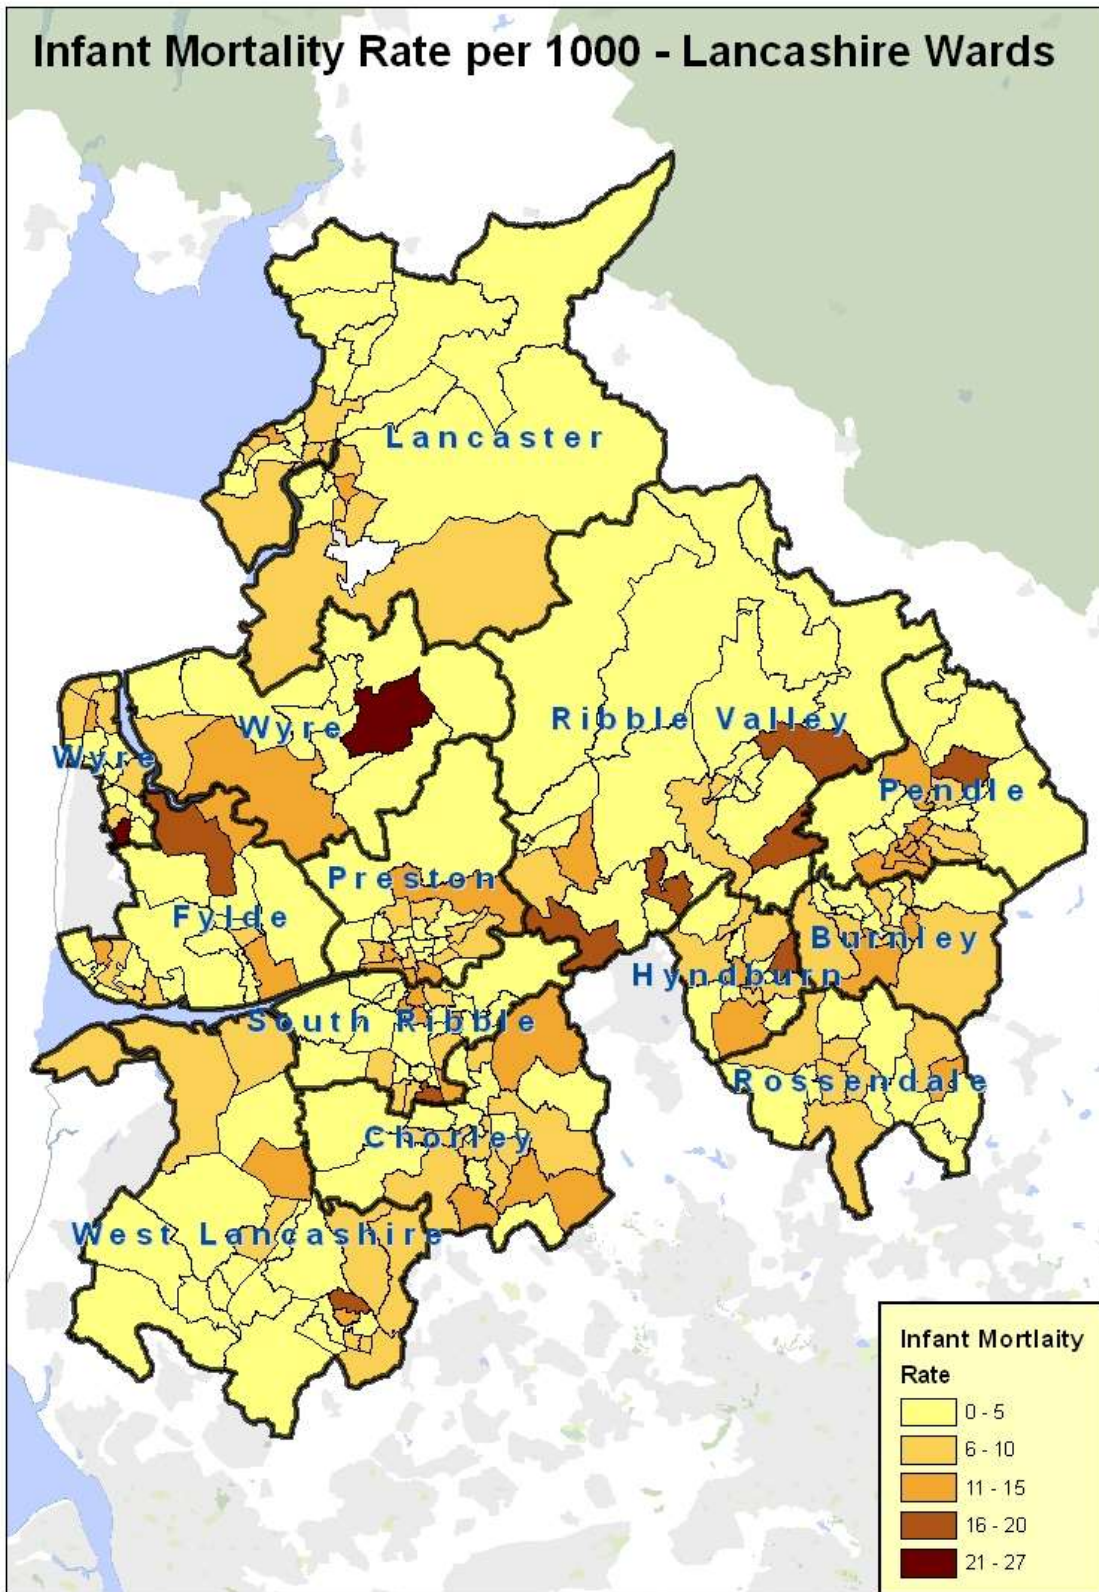 Infant Mortality Rate per 1000 - Lancashire Wards
Lancaster
Wyre
Ribble Valley
Wyre
Pendle
Preston
Fylde
Burnley
Hyndburn
South Ribble
Rossendale
Chorley
West Lancashire
Infant Mortlaity
Rate
0 - 5
6 - 10
11 - 15
16 - 20
21 - 27